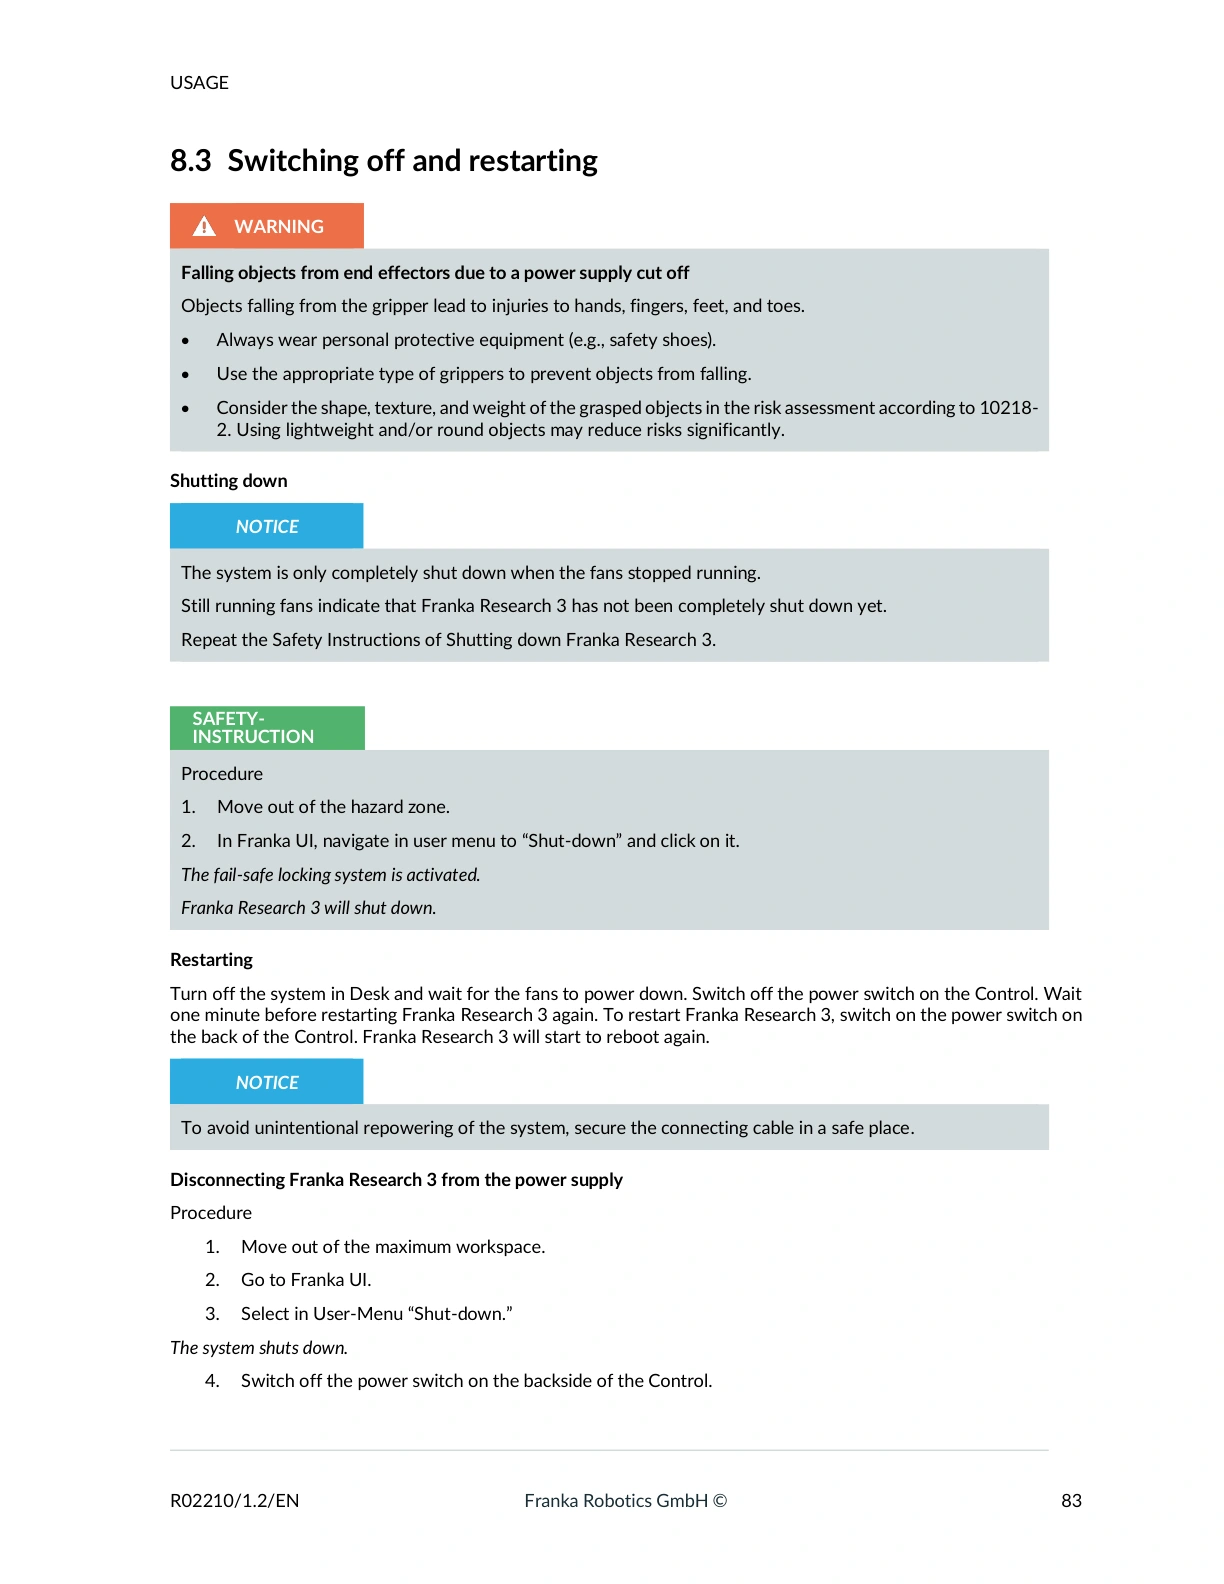 USAGE
8.3 Switching off and restarting
WARNING
Falling objects from end effectors due to a power supply cut off
Objects falling from the gripper lead to injuries to hands, fingers, feet, and toes.
• Always wear personal protective equipment (e.g., safety shoes).
• Use the appropriate type of grippers to prevent objects from falling.
• Consider the shape, texture, and weight of the grasped objects in the risk assessment according to 10218-
2. Using lightweight and/or round objects may reduce risks significantly.
Shutting down
NOTICE
The system is only completely shut down when the fans stopped running.
Still running fans indicate that Franka Research 3 has not been completely shut down yet.
Repeat the Safety Instructions of Shutting down Franka Research 3.
SAFETY-
INSTRUCTION
Procedure
1. Move out of the hazard zone.
2. In Franka UI, navigate in user menu to “Shut-down” and click on it.
The fail-safe locking system is activated.
Franka Research 3 will shut down.
Restarting
Turn off the system in Desk and wait for the fans to power down. Switch off the power switch on the Control. Wait
one minute before restarting Franka Research 3 again. To restart Franka Research 3, switch on the power switch on
the back of the Control. Franka Research 3 will start to reboot again.
NOTICE
To avoid unintentional repowering of the system, secure the connecting cable in a safe place.
Disconnecting Franka Research 3 from the power supply
Procedure
1. Move out of the maximum workspace.
2. Go to Franka UI.
3. Select in User-Menu “Shut-down.”
The system shuts down.
4. Switch off the power switch on the backside of the Control.
R02210/1.2/EN Franka Robotics GmbH © 83